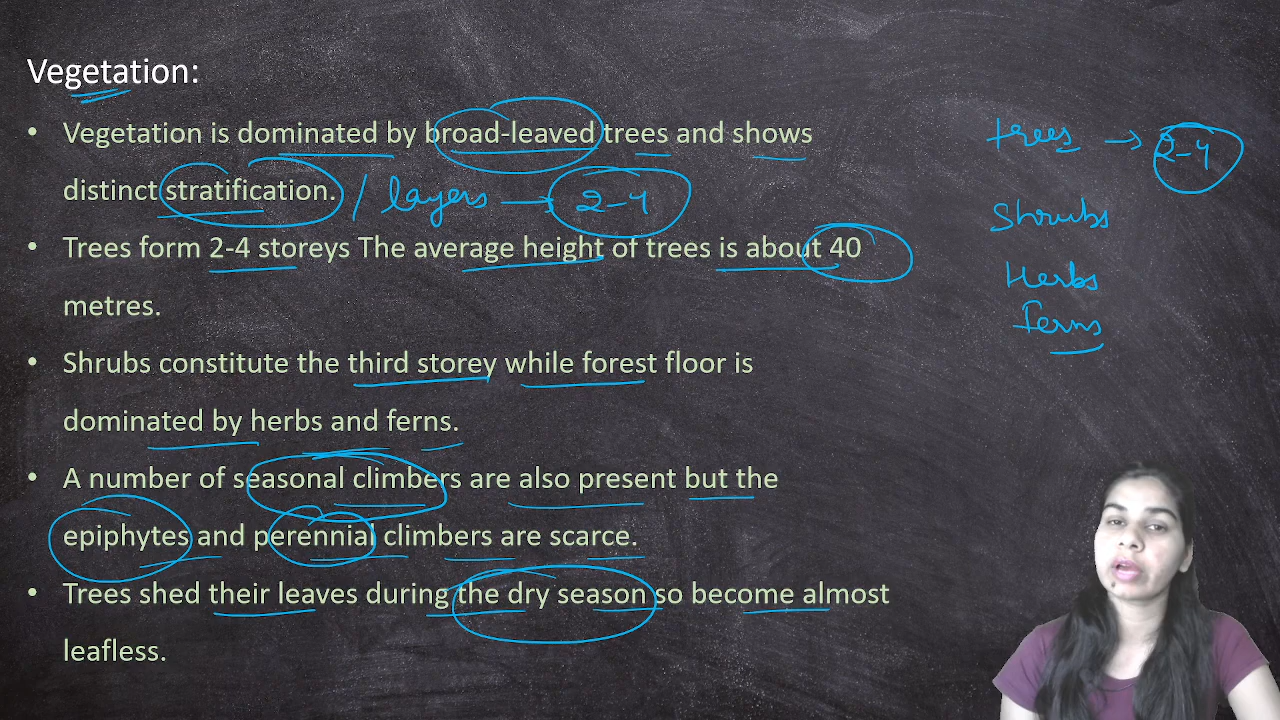 Vegetation:
• Vegetation is dominated by broad-leaved trees and shows
distinct stratification. / layers → 2-4
• Trees form 2-4 storeys The average height of trees is about 40
metres.
• Shrubs constitute the third storey while forest floor is
dominated by herbs and ferns.
• A number of seasonal climbers are also present but the
epiphytes and perennial climbers are scarce.
• Trees shed their leaves during the dry season so become almost
leafless.
trees → 2-4
Shrubs
Herbs
ferns